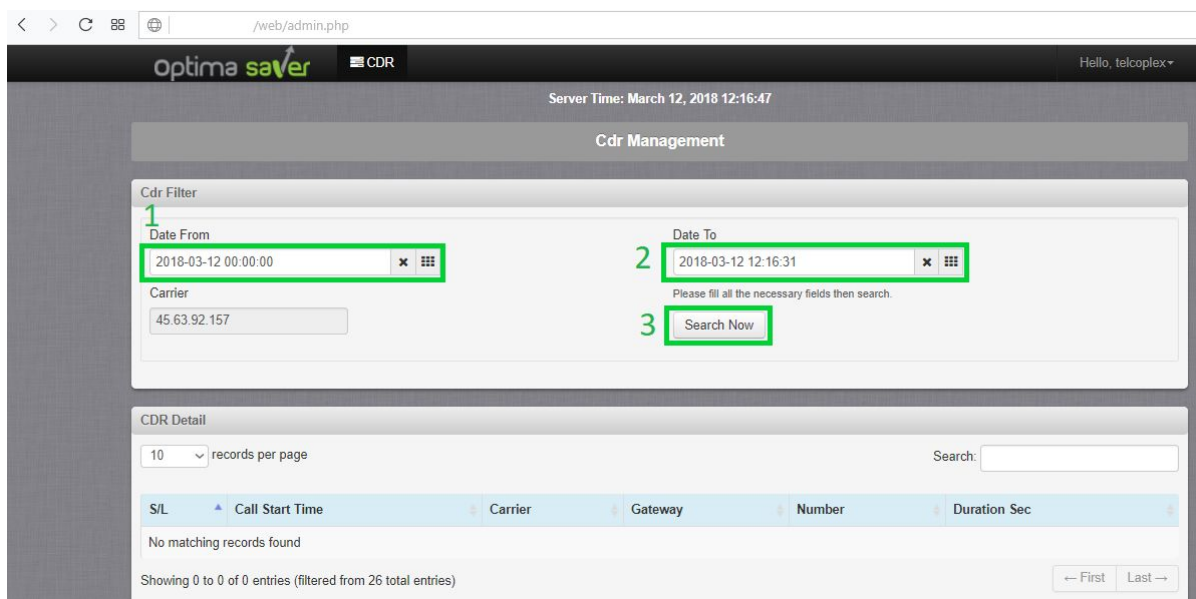 /web/admin.php
optima saver
CDR
Hello, telcoplex
Server Time: March 12, 2018 12:16:47
Cdr Management
Cdr Filter
1
Date From
Date To
2018-03-12 00:00:00
2
2018-03-12 12:16:31
Carrier
Please fill all the necessary fields then search.
45.63.92.157
3
Search Now
CDR Detail
10 records per page
Search:
S/L Call Start Time Carrier Gateway Number Duration Sec
No matching records found
Showing 0 to 0 of 0 entries (filtered from 26 total entries)
← First Last →